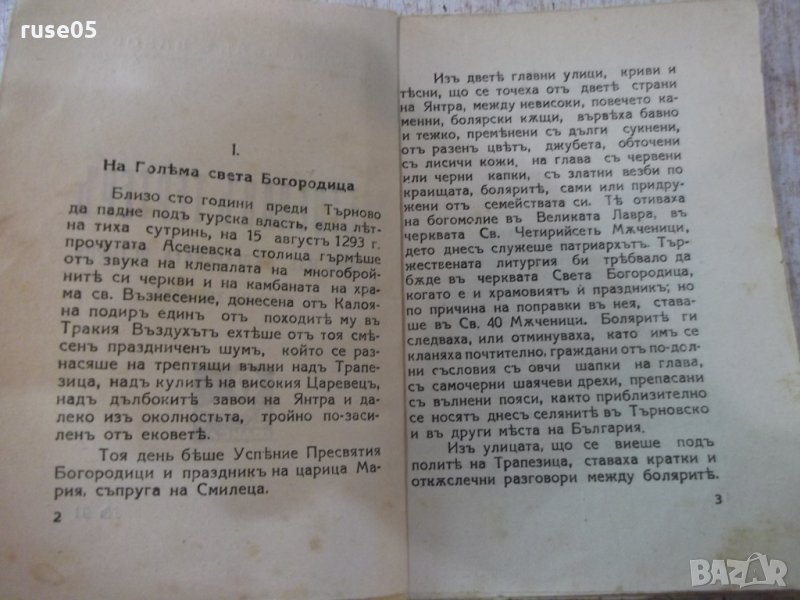 ruse05
I.
На Голѣма света Богородица
Близо сто години преди Търново
да падне подъ турска власть, една лѣт-
на тиха сутринь, на 15 августъ 1293 г.
прочутата Асеневска столица гърмѣше
отъ звука на клепалата на многоброй-
нитѣ си черкви и на камбаната на хра-
ма св. Възнесение, донесена отъ Калоя-
на подиръ единъ отъ походитѣ му въ
Тракия Въздухътъ ехтѣше отъ тоя смѣ-
сенъ праздниченъ шумъ, който се раз-
насяше на трептящи вълни надъ Трапе-
зица, надъ кулитѣ на високия Царевецъ,
надъ дълбокитѣ завои на Янтра и да-
леко изъ околностьта, тройно по-заси-
ленъ отъ ековетѣ.
Тоя день бѣше Успѣние Пресвятия
Богородици и праздникъ на царица Ма-
рия, съпруга на Смилеца.
2
Изъ дветѣ главни улици, криви и
тѣсни, що се точеха отъ дветѣ страни
на Янтра, между невисоки, повечето ка-
менни, болярски кѫщи, вървѣха бавно
и тежко, премѣнени съ дълги сукнени,
отъ разенъ цвѣтъ, джубета, обточени
съ лисичи кожи, на глава съ червени
или черни капки, съ златни везби по
краищата, боляритѣ, сами или придру-
жени отъ семействата си. Тѣ отиваха
на богомолие въ Великата Лавра, въ
черквата Св. Четирийсеть Мѫченици,
дето днесъ служеше патриархътъ. Тър-
жествената литургия би трѣбвало да
бѫде въ черквата Света Богородица,
когато е и храмовиятъ ѝ праздникъ; но
по причина на поправки въ нея, става-
ше въ Св. 40 Мѫченици. Боляритѣ ги
следваха, или отминуваха, като имъ се
кланяха почтително, граждани отъ по-дол-
ни съсловия съ овчи шапки на глава,
съ самочерни шаячеви дрехи, препасани
съ вълнени пояси, както приблизително
се носятъ днесъ селянитѣ въ Търновско
и въ други мѣста на България.
Изъ улицата, що се виеше подъ
политѣ на Трапезица, ставаха кратки и
откѫслечни разговори между боляритѣ.
3
BAZAR